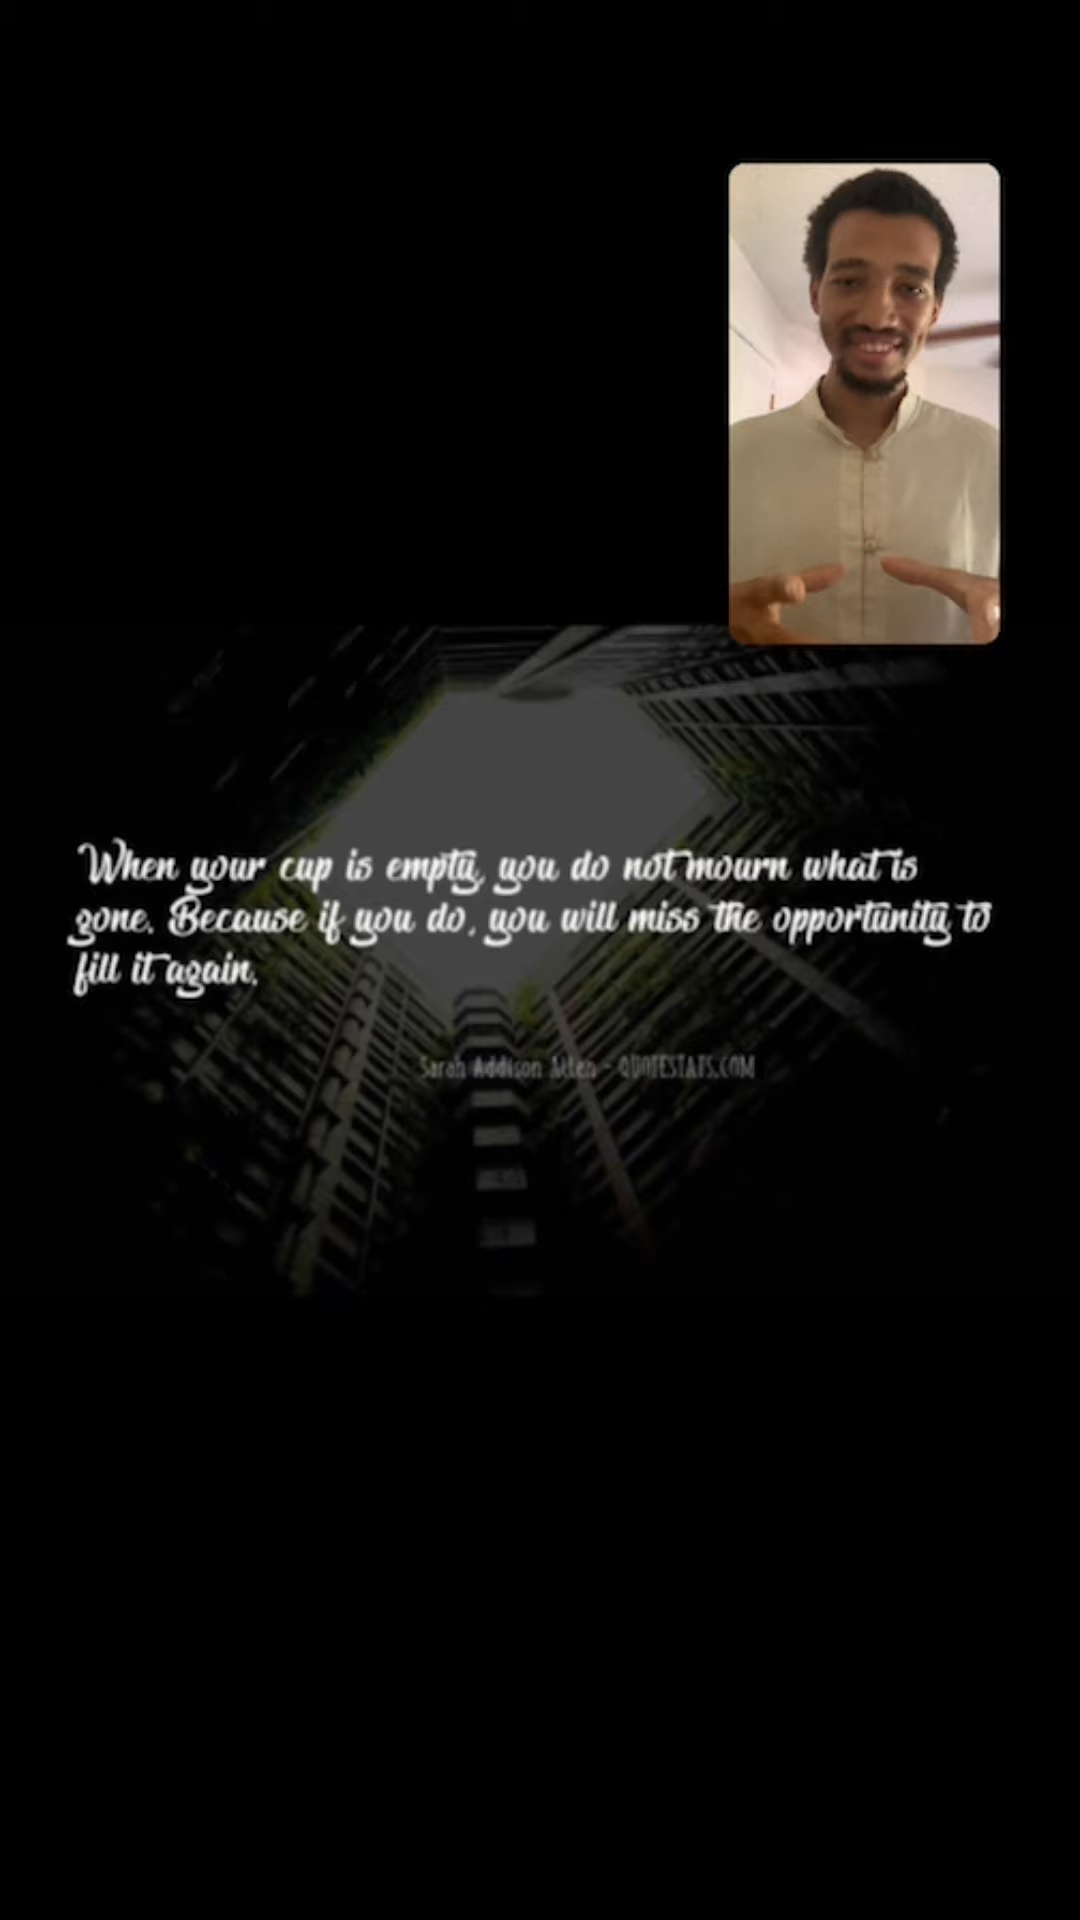 When your cup is empty, you do not mourn what is
gone. Because if you do, you will miss the opportunity to
fill it again.
Sarah Addison Allen - QUOTESTATS.COM